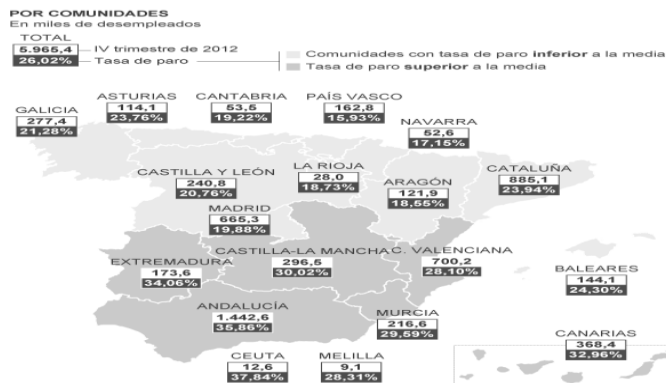 POR COMUNIDADES
En miles de desempleados
TOTAL
5.965,4 IV trimestre de 2012
26,02% Tasa de paro
Comunidades con tasa de paro inferior a la media
Tasa de paro superior a la media
GALICIA
277,4
21,28%
ASTURIAS
114,1
23,76%
CANTABRIA
53,5
19,22%
PAÍS VASCO
162,8
15,93%
NAVARRA
52,6
17,15%
CASTILLA Y LEÓN
240,8
20,76%
LA RIOJA
28,0
18,73%
ARAGÓN
121,9
18,55%
CATALUÑA
885,1
23,94%
MADRID
665,3
19,88%
EXTREMADURA
173,6
34,06%
CASTILLA-LA MANCHA
296,5
30,02%
C. VALENCIANA
700,2
28,10%
BALEARES
144,1
24,30%
ANDALUCÍA
1.442,6
35,86%
MURCIA
216,6
29,59%
CANARIAS
368,4
32,96%
CEUTA
12,6
37,84%
MELILLA
9,1
28,31%